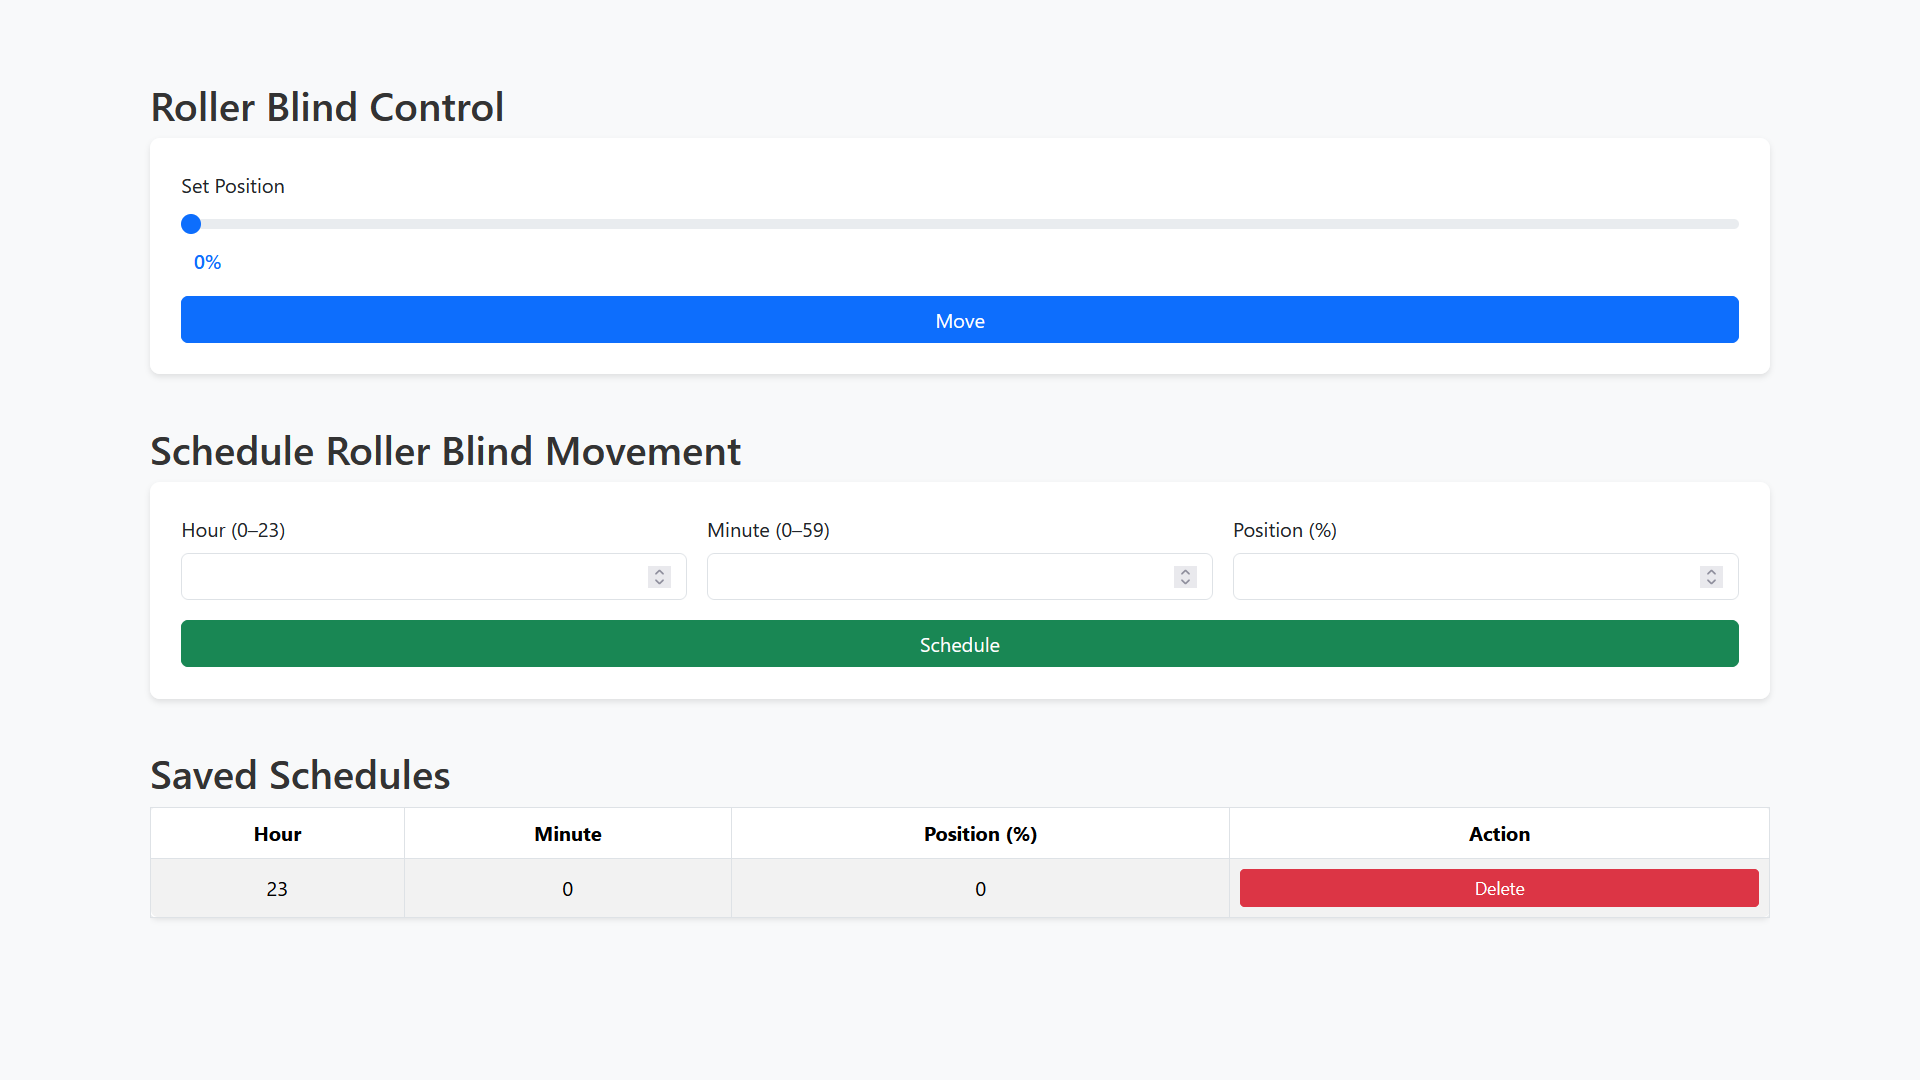 Roller Blind Control
Set Position
0%
Move
Schedule Roller Blind Movement
Hour (0–23) Minute (0–59) Position (%)
Schedule
Saved Schedules
Hour Minute Position (%) Action
23 0 0 Delete